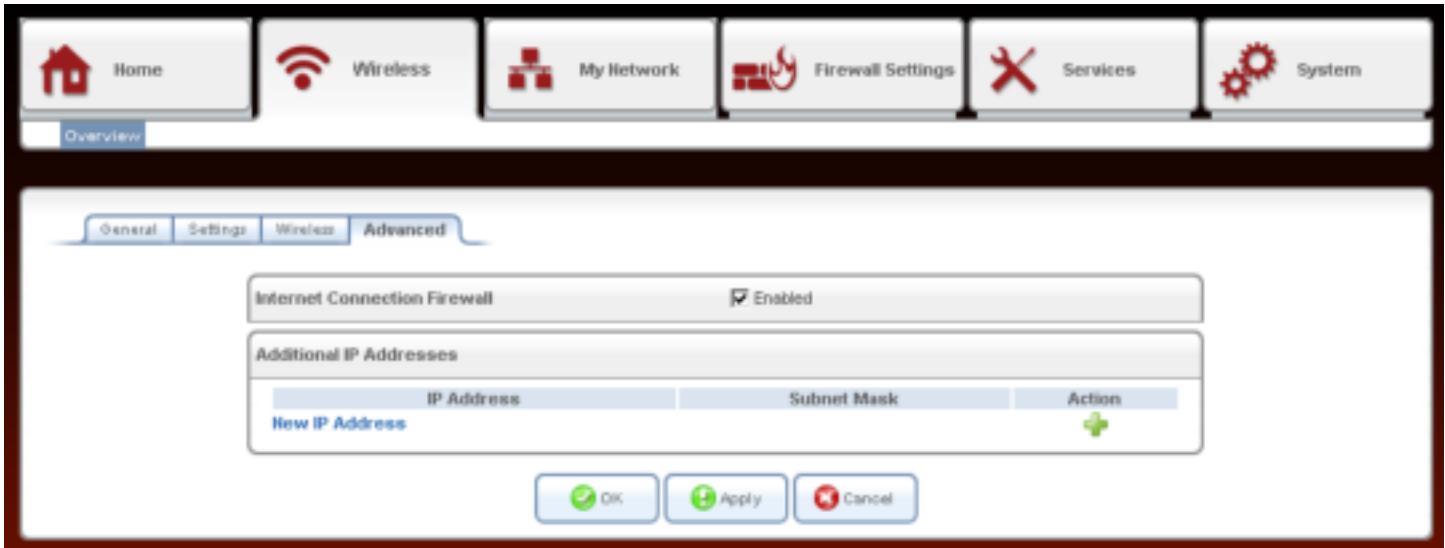 Home Wireless My Network Firewall Settings Services System
Overview
General Settings Wireless Advanced
Internet Connection Firewall Enabled
Additional IP Addresses
IP Address Subnet Mask Action
New IP Address
OK Apply Cancel